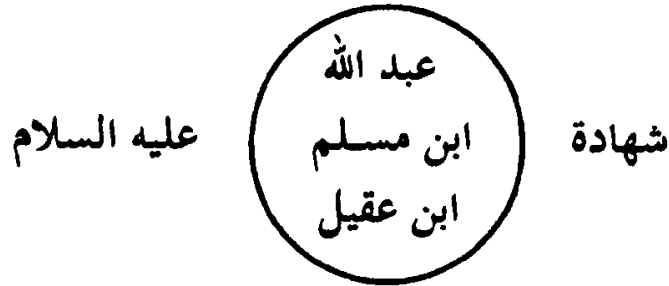 شهادة
عبد الله
ابن مسلم
ابن عقيل
عليه السلام